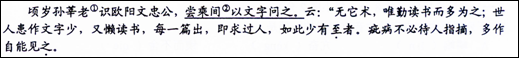 顷岁孙莘老①识欧阳文忠公，尝乘间②以文字问之。云：“无它术，唯勤读书而多为之；世
人患作文字少，又懒读书，每一篇出，即求过人，如此少有至者。疵病不必待人指摘，多作
自能见之。